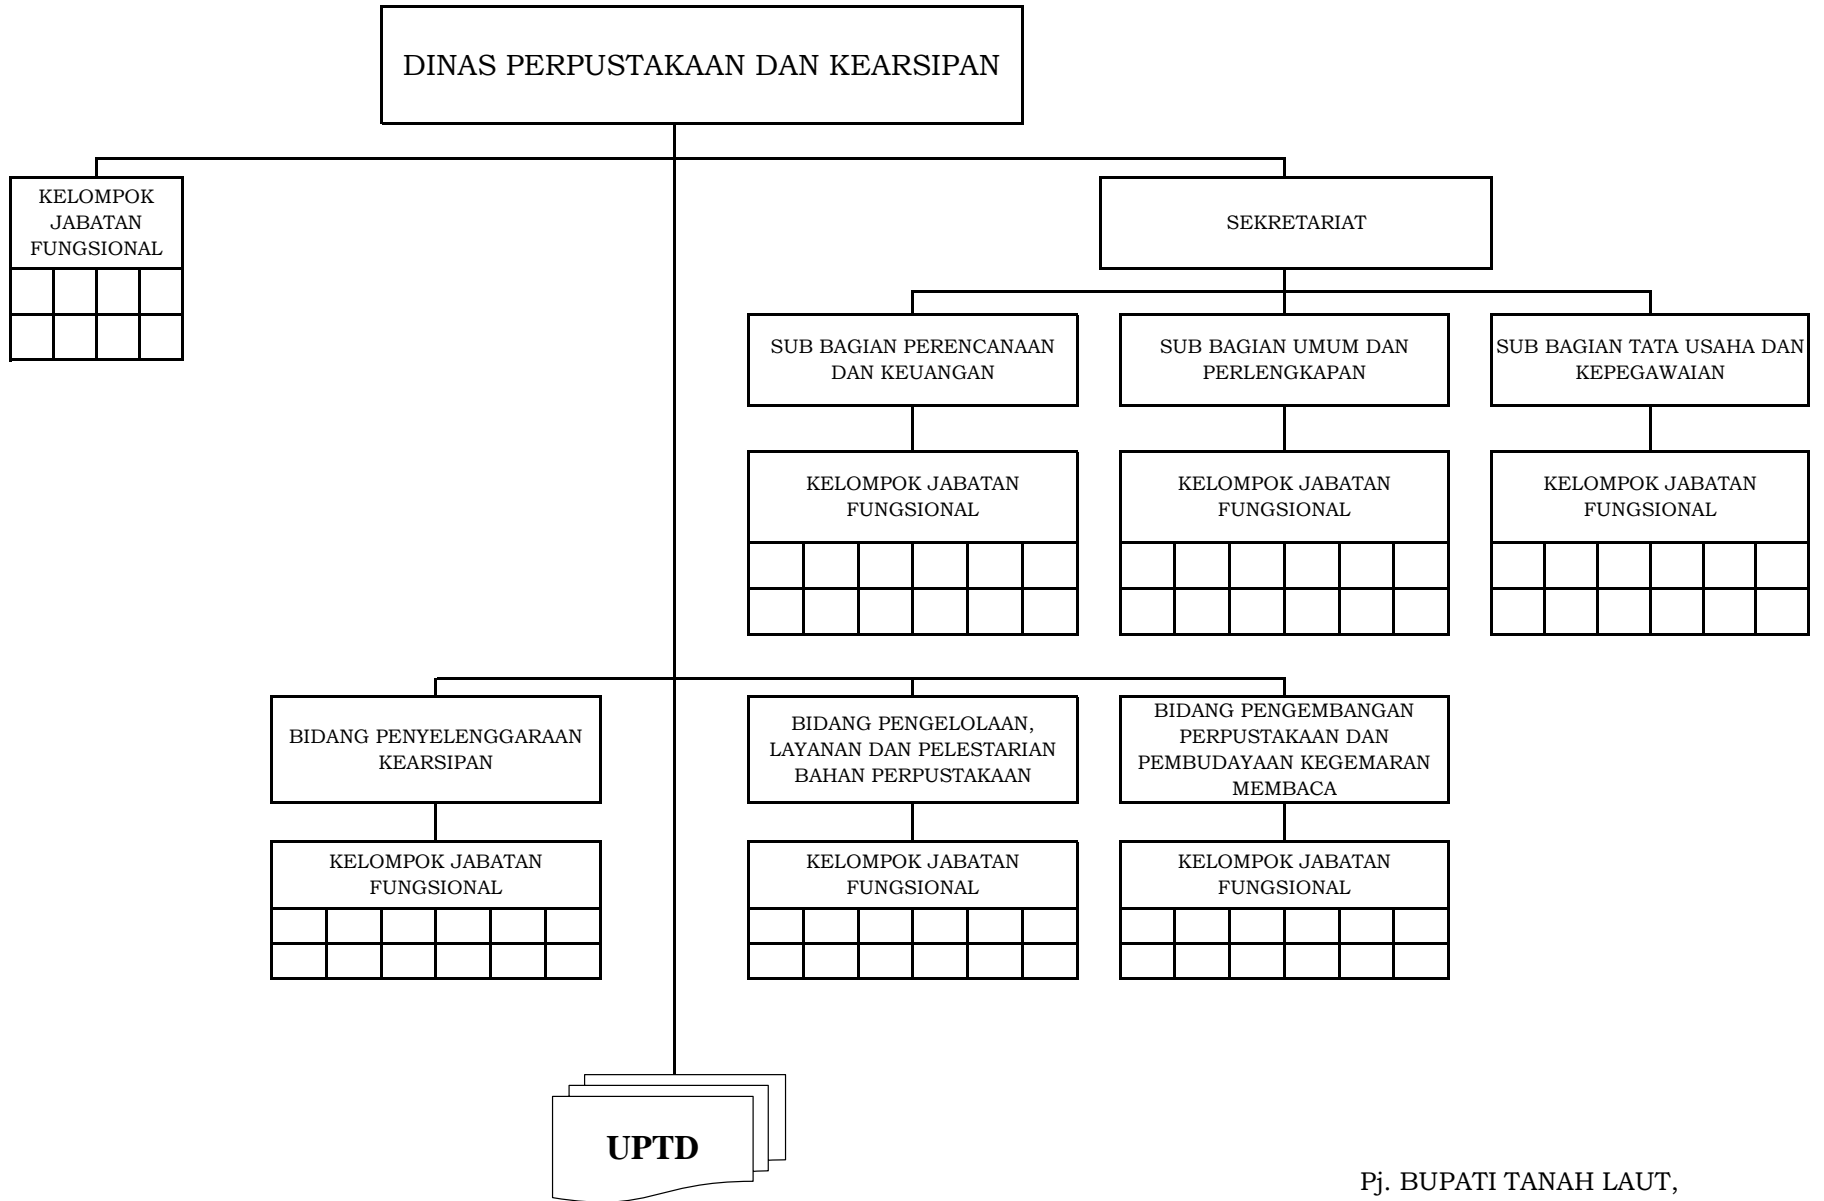 DINAS PERPUSTAKAAN DAN KEARSIPAN
KELOMPOK
JABATAN
FUNGSIONAL
SEKRETARIAT
SUB BAGIAN PERENCANAAN
DAN KEUANGAN
SUB BAGIAN UMUM DAN
PERLENGKAPAN
SUB BAGIAN TATA USAHA DAN
KEPEGAWAIAN
KELOMPOK JABATAN
FUNGSIONAL
KELOMPOK JABATAN
FUNGSIONAL
KELOMPOK JABATAN
FUNGSIONAL
BIDANG PENYELENGGARAAN
KEARSIPAN
BIDANG PENGELOLAAN,
LAYANAN DAN PELESTARIAN
BAHAN PERPUSTAKAAN
BIDANG PENGEMBANGAN
PERPUSTAKAAN DAN
PEMBUDAYAAN KEGEMARAN
MEMBACA
KELOMPOK JABATAN
FUNGSIONAL
KELOMPOK JABATAN
FUNGSIONAL
KELOMPOK JABATAN
FUNGSIONAL
UPTD
Pj. BUPATI TANAH LAUT,